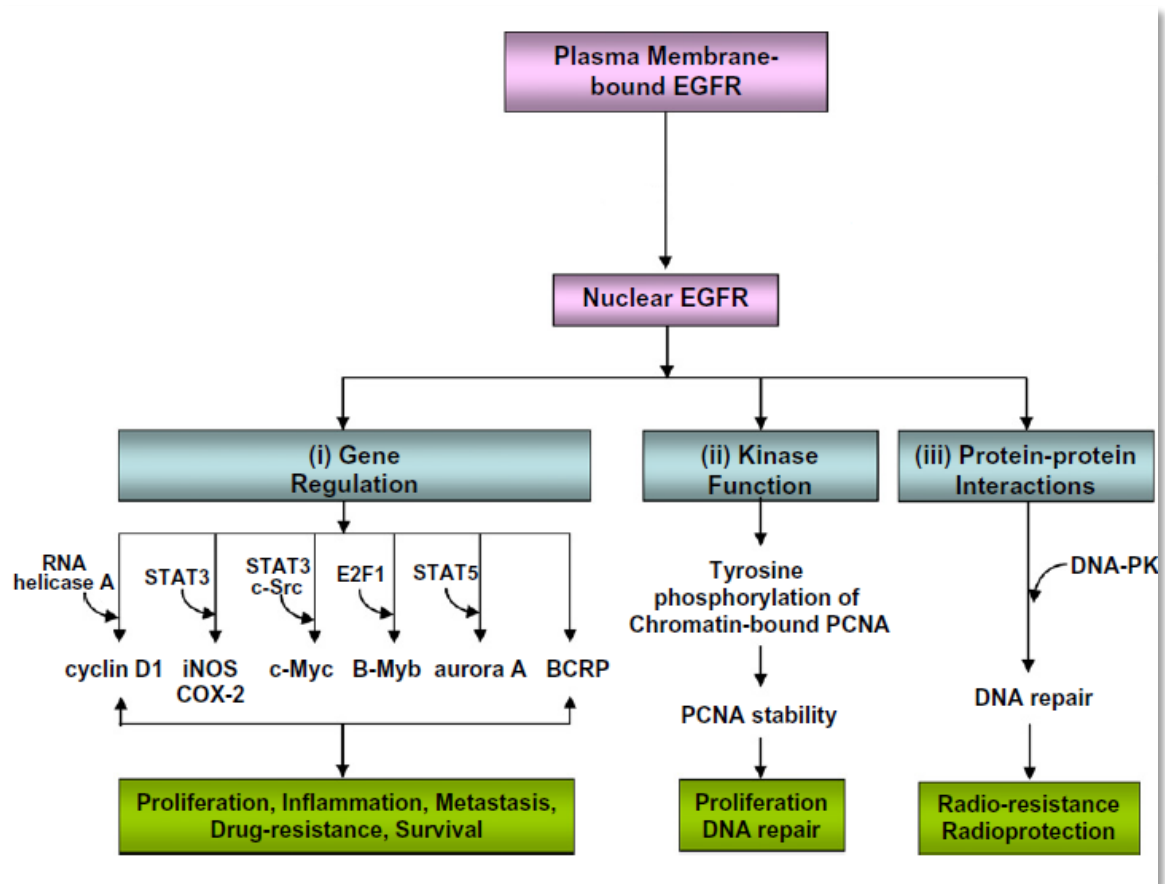 Plasma Membrane-
bound EGFR
Nuclear EGFR
(i) Gene
Regulation
(ii) Kinase
Function
(iii) Protein-protein
Interactions
RNA
helicase A
STAT3
STAT3
c-Src
E2F1
STAT5
cyclin D1
iNOS
COX-2
c-Myc
B-Myb
aurora A
BCRP
Proliferation, Inflammation, Metastasis,
Drug-resistance, Survival
Tyrosine
phosphorylation of
Chromatin-bound PCNA
PCNA stability
Proliferation
DNA repair
DNA-PK
DNA repair
Radio-resistance
Radioprotection